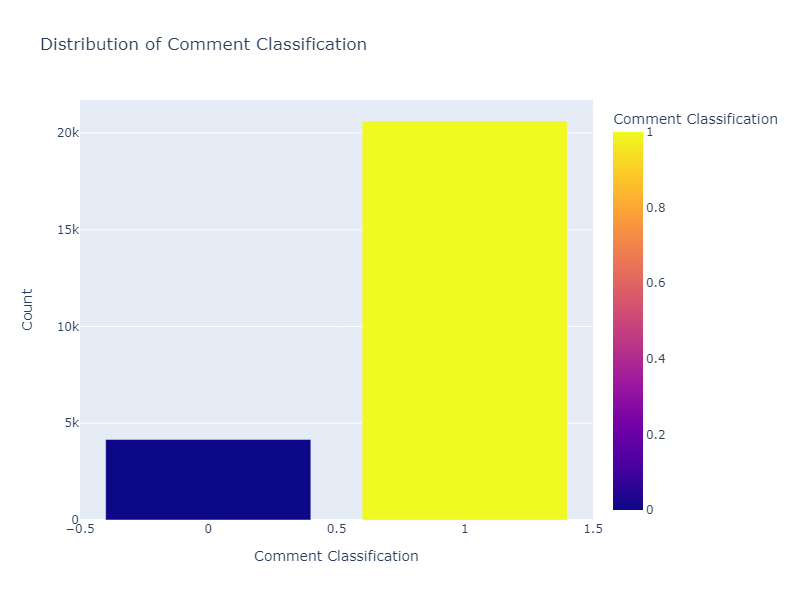 Distribution of Comment Classification
Comment Classification
20k
15k
10k
5k
0
Count
−0.5
0
0.5
1
1.5
Comment Classification
1
0.8
0.6
0.4
0.2
0